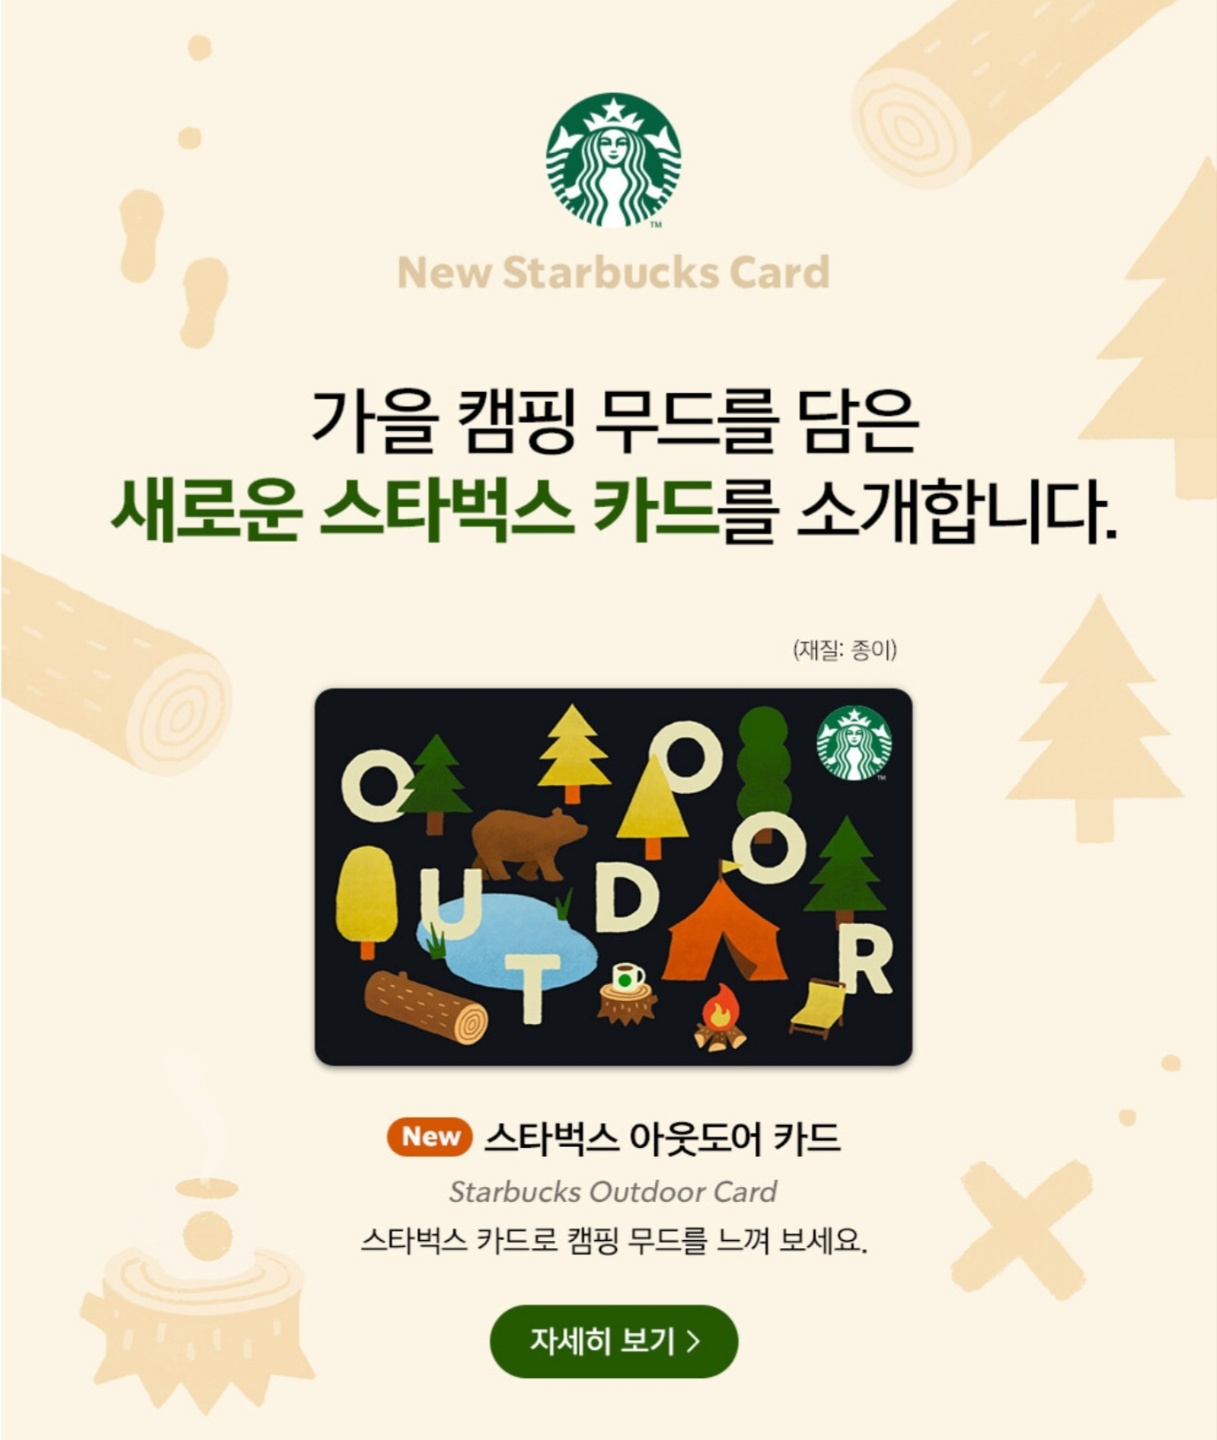 New Starbucks Card
가을 캠핑 무드를 담은
새로운 스타벅스 카드를 소개합니다.
(재질: 종이)
OUTDOOR
New 스타벅스 아웃도어 카드
Starbucks Outdoor Card
스타벅스 카드로 캠핑 무드를 느껴 보세요.
자세히 보기 >